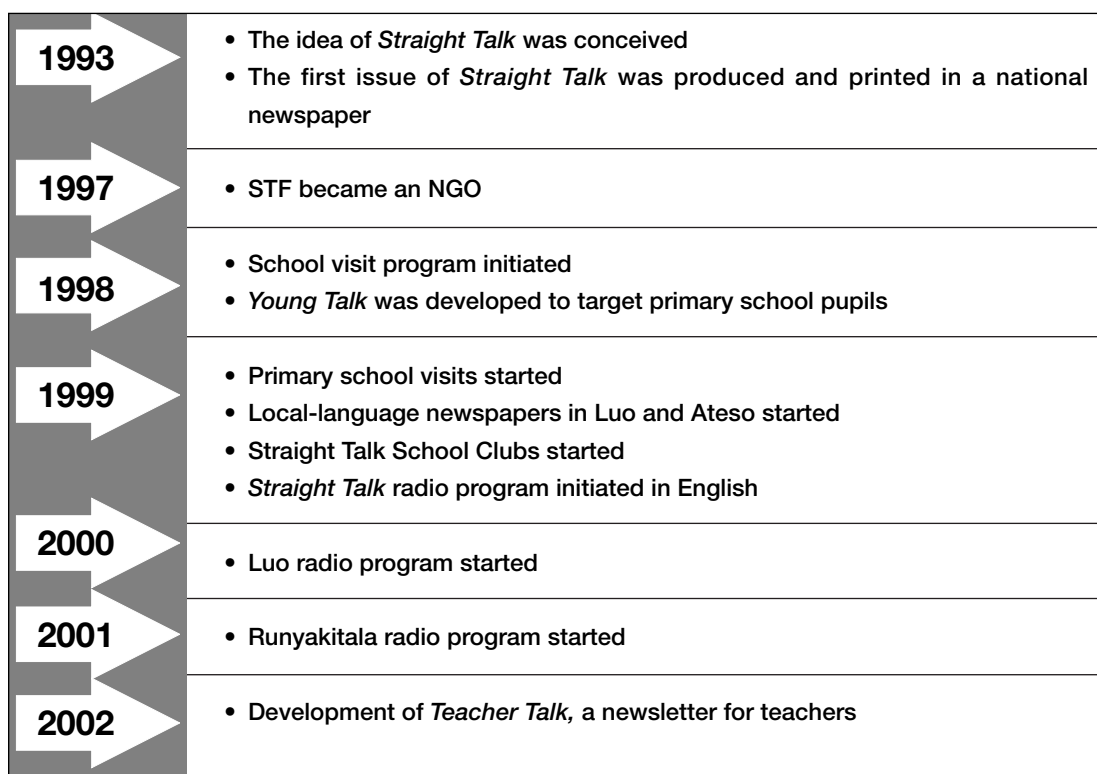 1993
• The idea of Straight Talk was conceived
• The first issue of Straight Talk was produced and printed in a national
newspaper
1997
• STF became an NGO
1998
• School visit program initiated
• Young Talk was developed to target primary school pupils
1999
• Primary school visits started
• Local-language newspapers in Luo and Ateso started
• Straight Talk School Clubs started
• Straight Talk radio program initiated in English
2000
• Luo radio program started
2001
• Runyakitala radio program started
2002
• Development of Teacher Talk, a newsletter for teachers